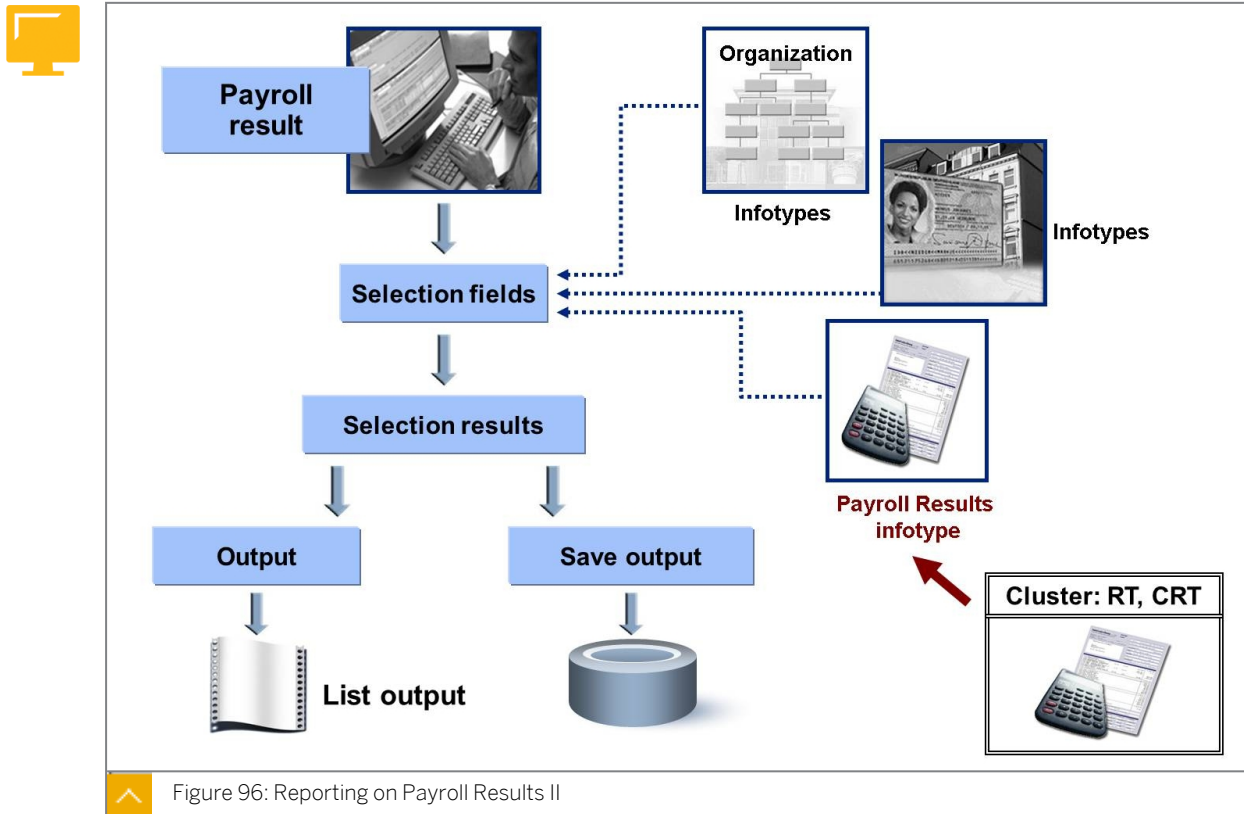 Payroll
result
Organization
Infotypes
Infotypes
Selection fields
Selection results
Payroll Results
infotype
Output
Save output
Cluster: RT, CRT
List output
Figure 96: Reporting on Payroll Results II